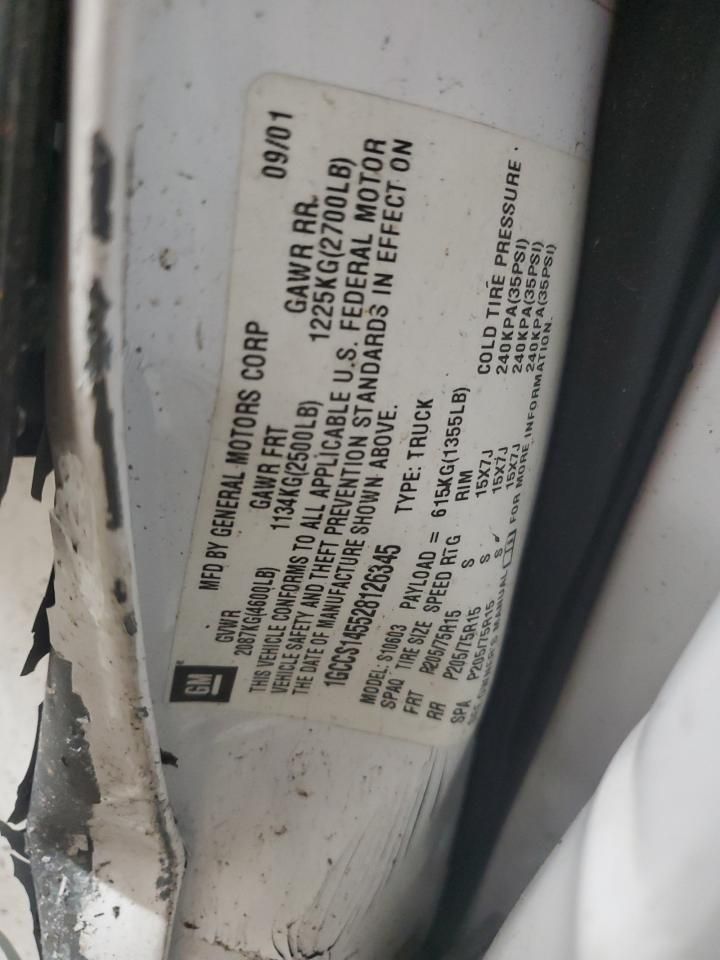 GM
MFD BY GENERAL MOTORS CORP 09/01
GVWR GAWR FRT GAWR RR.
2087KG(4600LB) 1134KG(2500LB) 1225KG(2700LB)
THIS VEHICLE CONFORMS TO ALL APPLICABLE U.S. FEDERAL MOTOR
VEHICLE SAFETY AND THEFT PREVENTION STANDARDS IN EFFECT ON
THE DATE OF MANUFACTURE SHOWN ABOVE.
1GCCS145528126345 TYPE: TRUCK
MODEL: S10603 PAYLOAD = 615KG(1355LB)
SPAQ TIRE SIZE SPEED RTG RIM COLD TIRE PRESSURE
FRT P205/75R15 S 15X7J 240KPA(35PSI)
RR P205/75R15 S 15X7J 240KPA(35PSI)
SPA P205/75R15 S 15X7J 240KPA(35PSI)
SEE OWNER'S MANUAL FOR MORE INFORMATION.